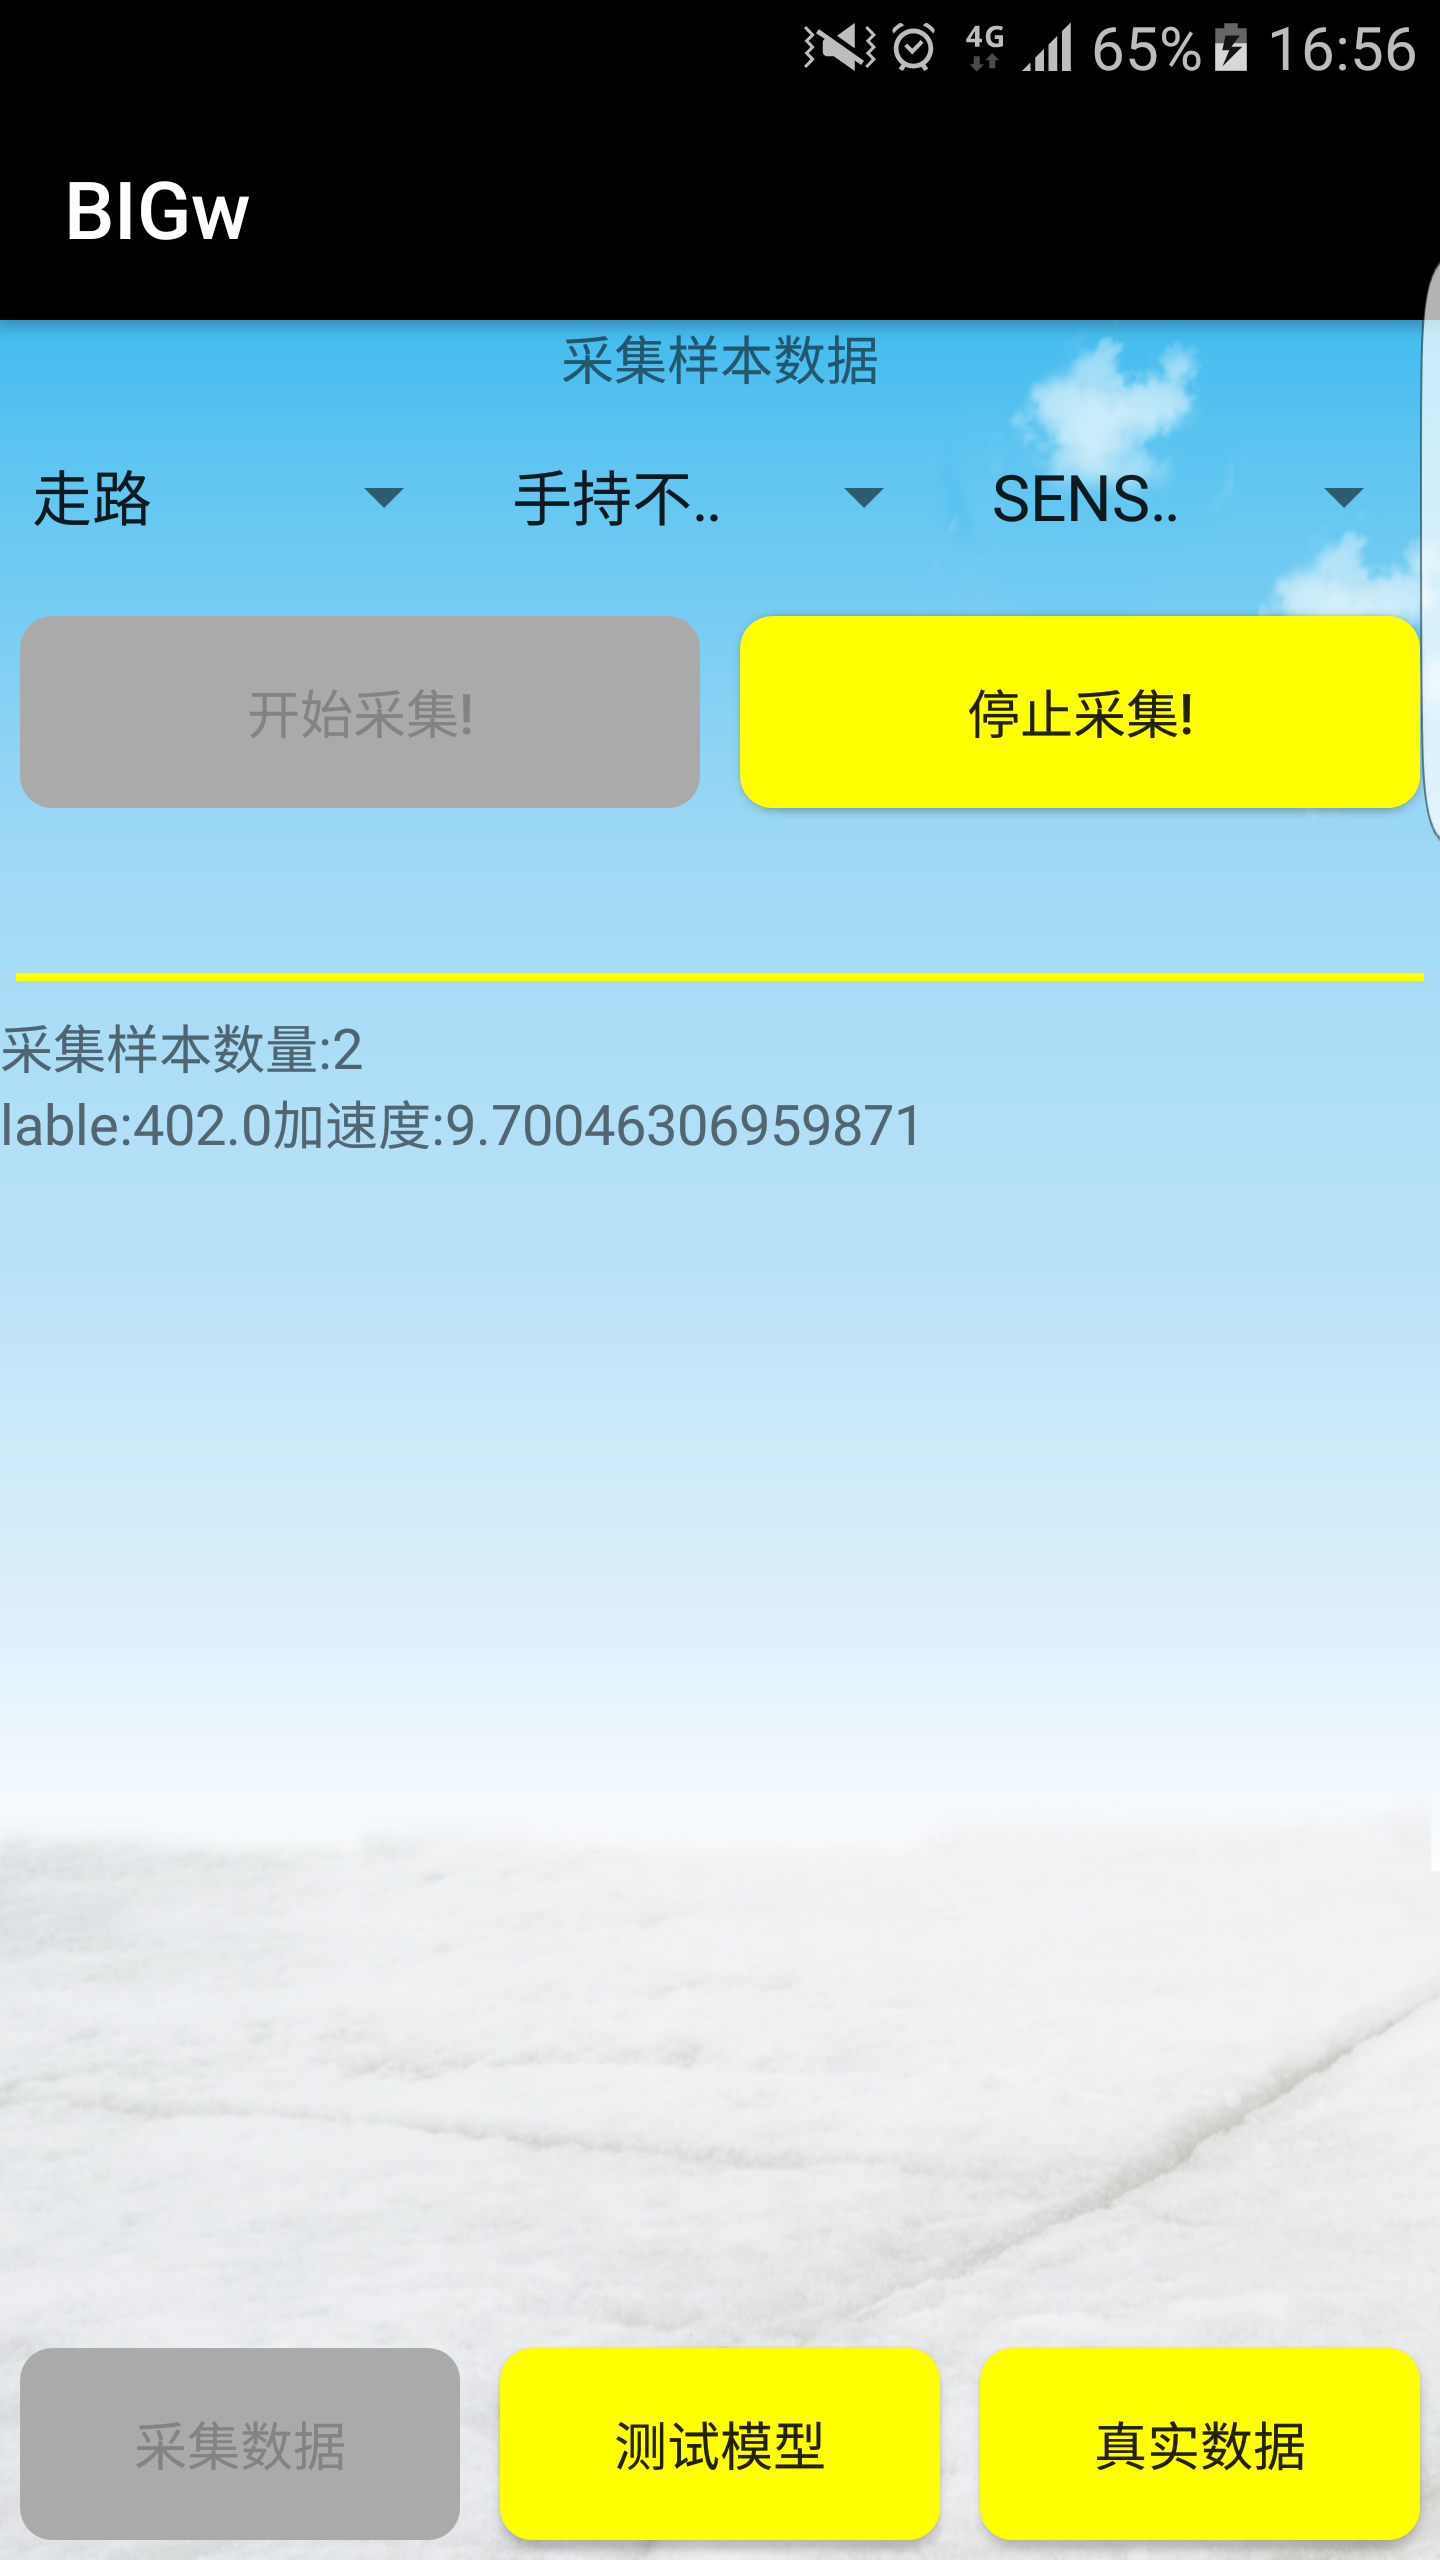 4G 65% 16:56
BIGw
采集样本数据
走路 手持不.. SENS..
开始采集! 停止采集!
采集样本数量:2
lable:402.0加速度:9.70046306959871
采集数据 测试模型 真实数据